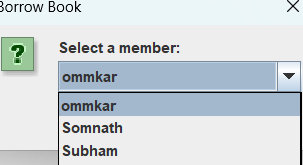 Borrow Book
Select a member:
ommkar
ommkar
Somnath
Subham